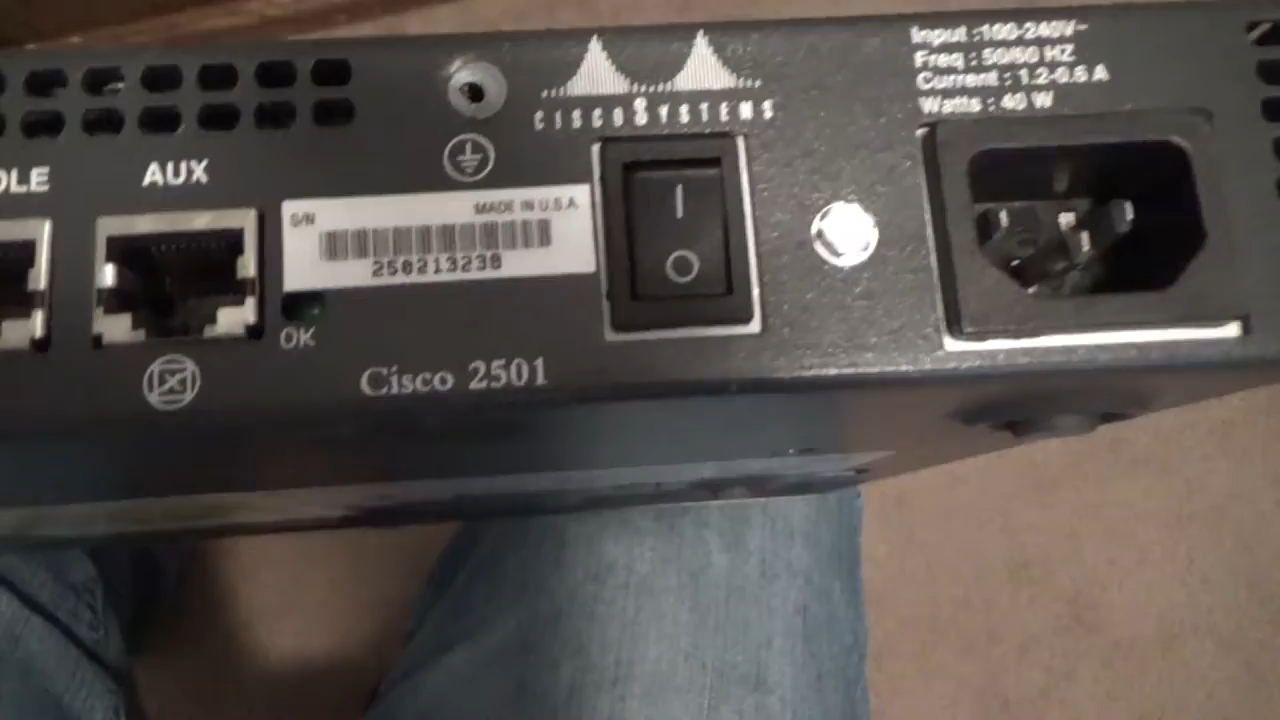 Input :100-240V~
Freq : 50/60 HZ
Current : 1.2-0.6 A
Watts : 40 W
CISCO SYSTEMS
OLE
AUX
S/N
MADE IN U.S.A.
250213238
OK
Cisco 2501